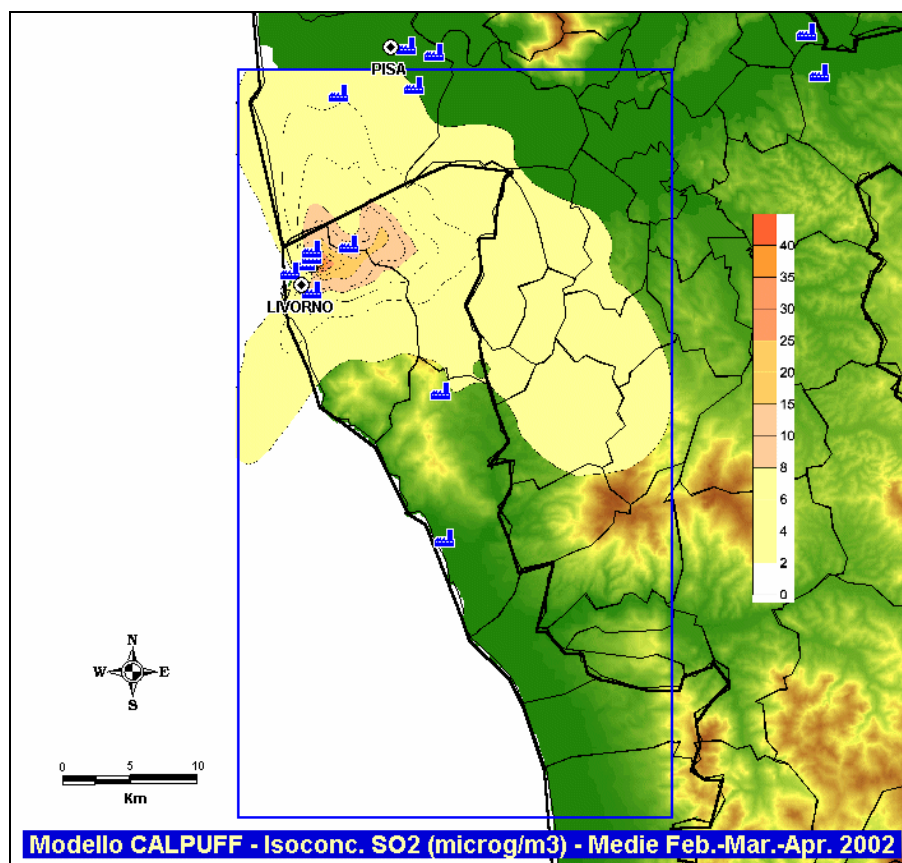 PISA
LIVORNO
40
35
30
25
20
15
10
8
6
4
2
0
N
W E
S
0 5 10
Km
Modello CALPUFF - Isoconc. SO2 (microg/m3) - Medie Feb.-Mar.-Apr. 2002